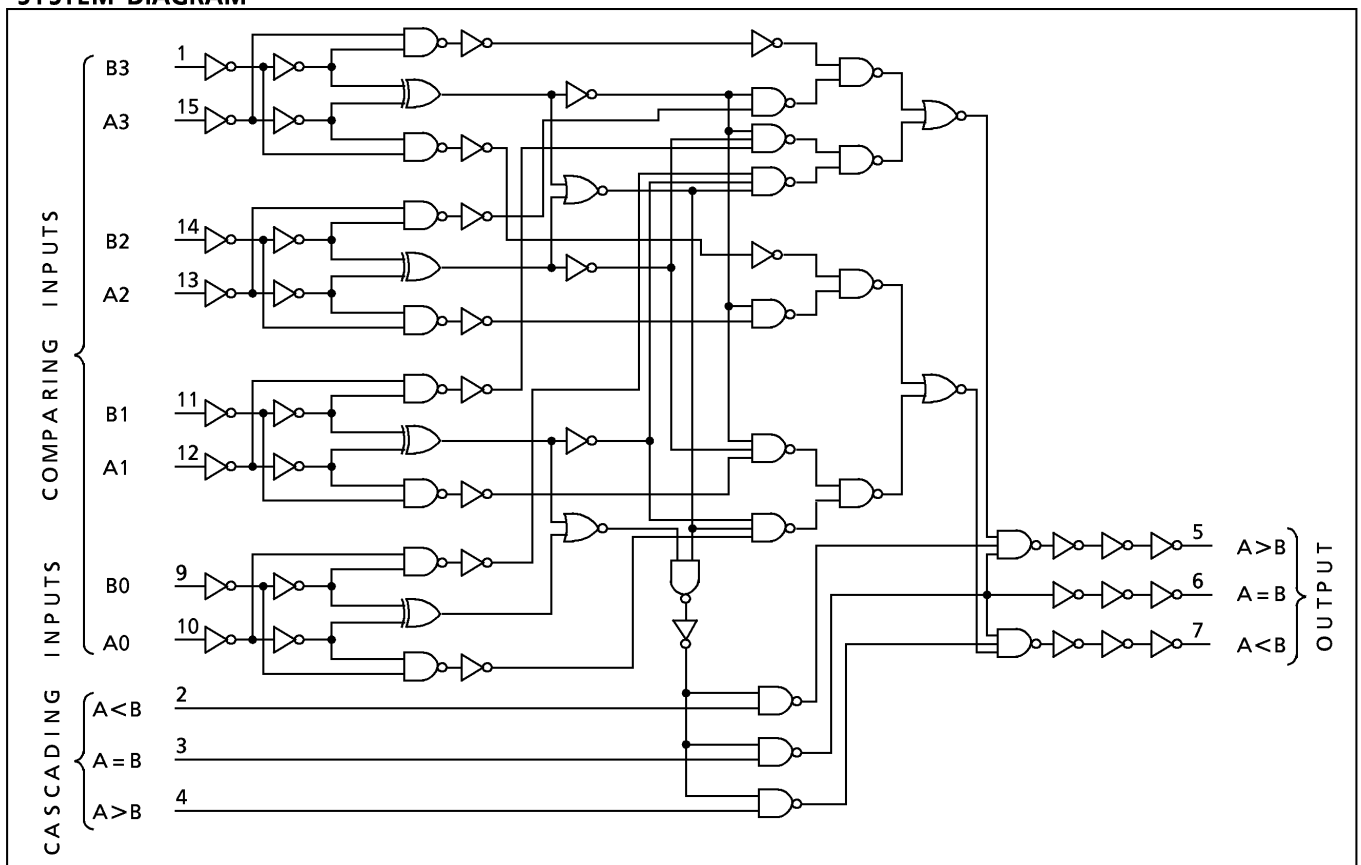 SYSTEM DIAGRAM
COMPARING INPUTS
B3
1
A3
15
B2
14
A2
13
B1
11
A1
12
INPUTS
B0
9
A0
10
CASCADING
A<B
2
A=B
3
A>B
4
5
A>B
6
A=B
7
A<B
OUTPUT